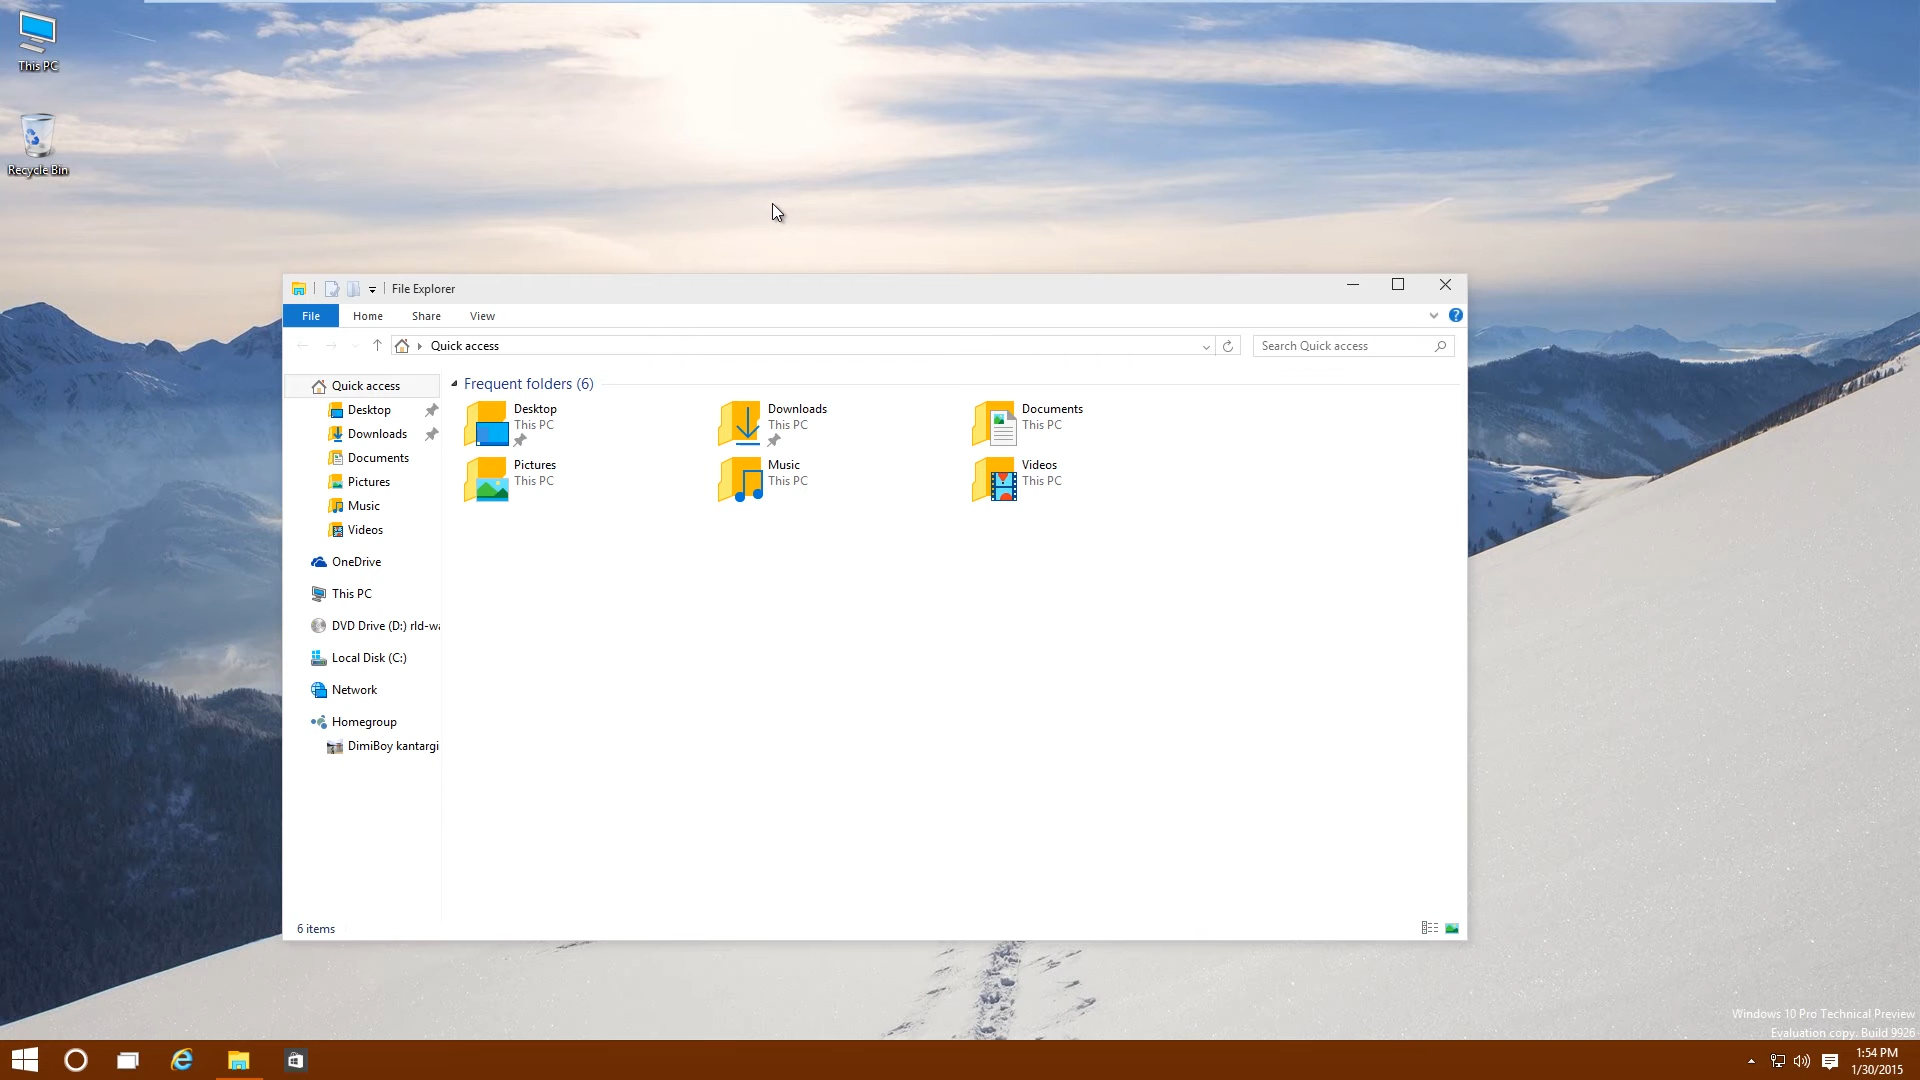 This PC
Recycle Bin
File Explorer
File Home Share View
Quick access
Search Quick access
Quick access
Desktop
Downloads
Documents
Pictures
Music
Videos
OneDrive
This PC
DVD Drive (D:) rld-wa
Local Disk (C:)
Network
Homegroup
DimiBoy kantargi
Frequent folders (6)
Desktop
This PC
Downloads
This PC
Documents
This PC
Pictures
This PC
Music
This PC
Videos
This PC
6 items
Windows 10 Pro Technical Preview
Evaluation copy. Build 9926
1:54 PM
1/30/2015